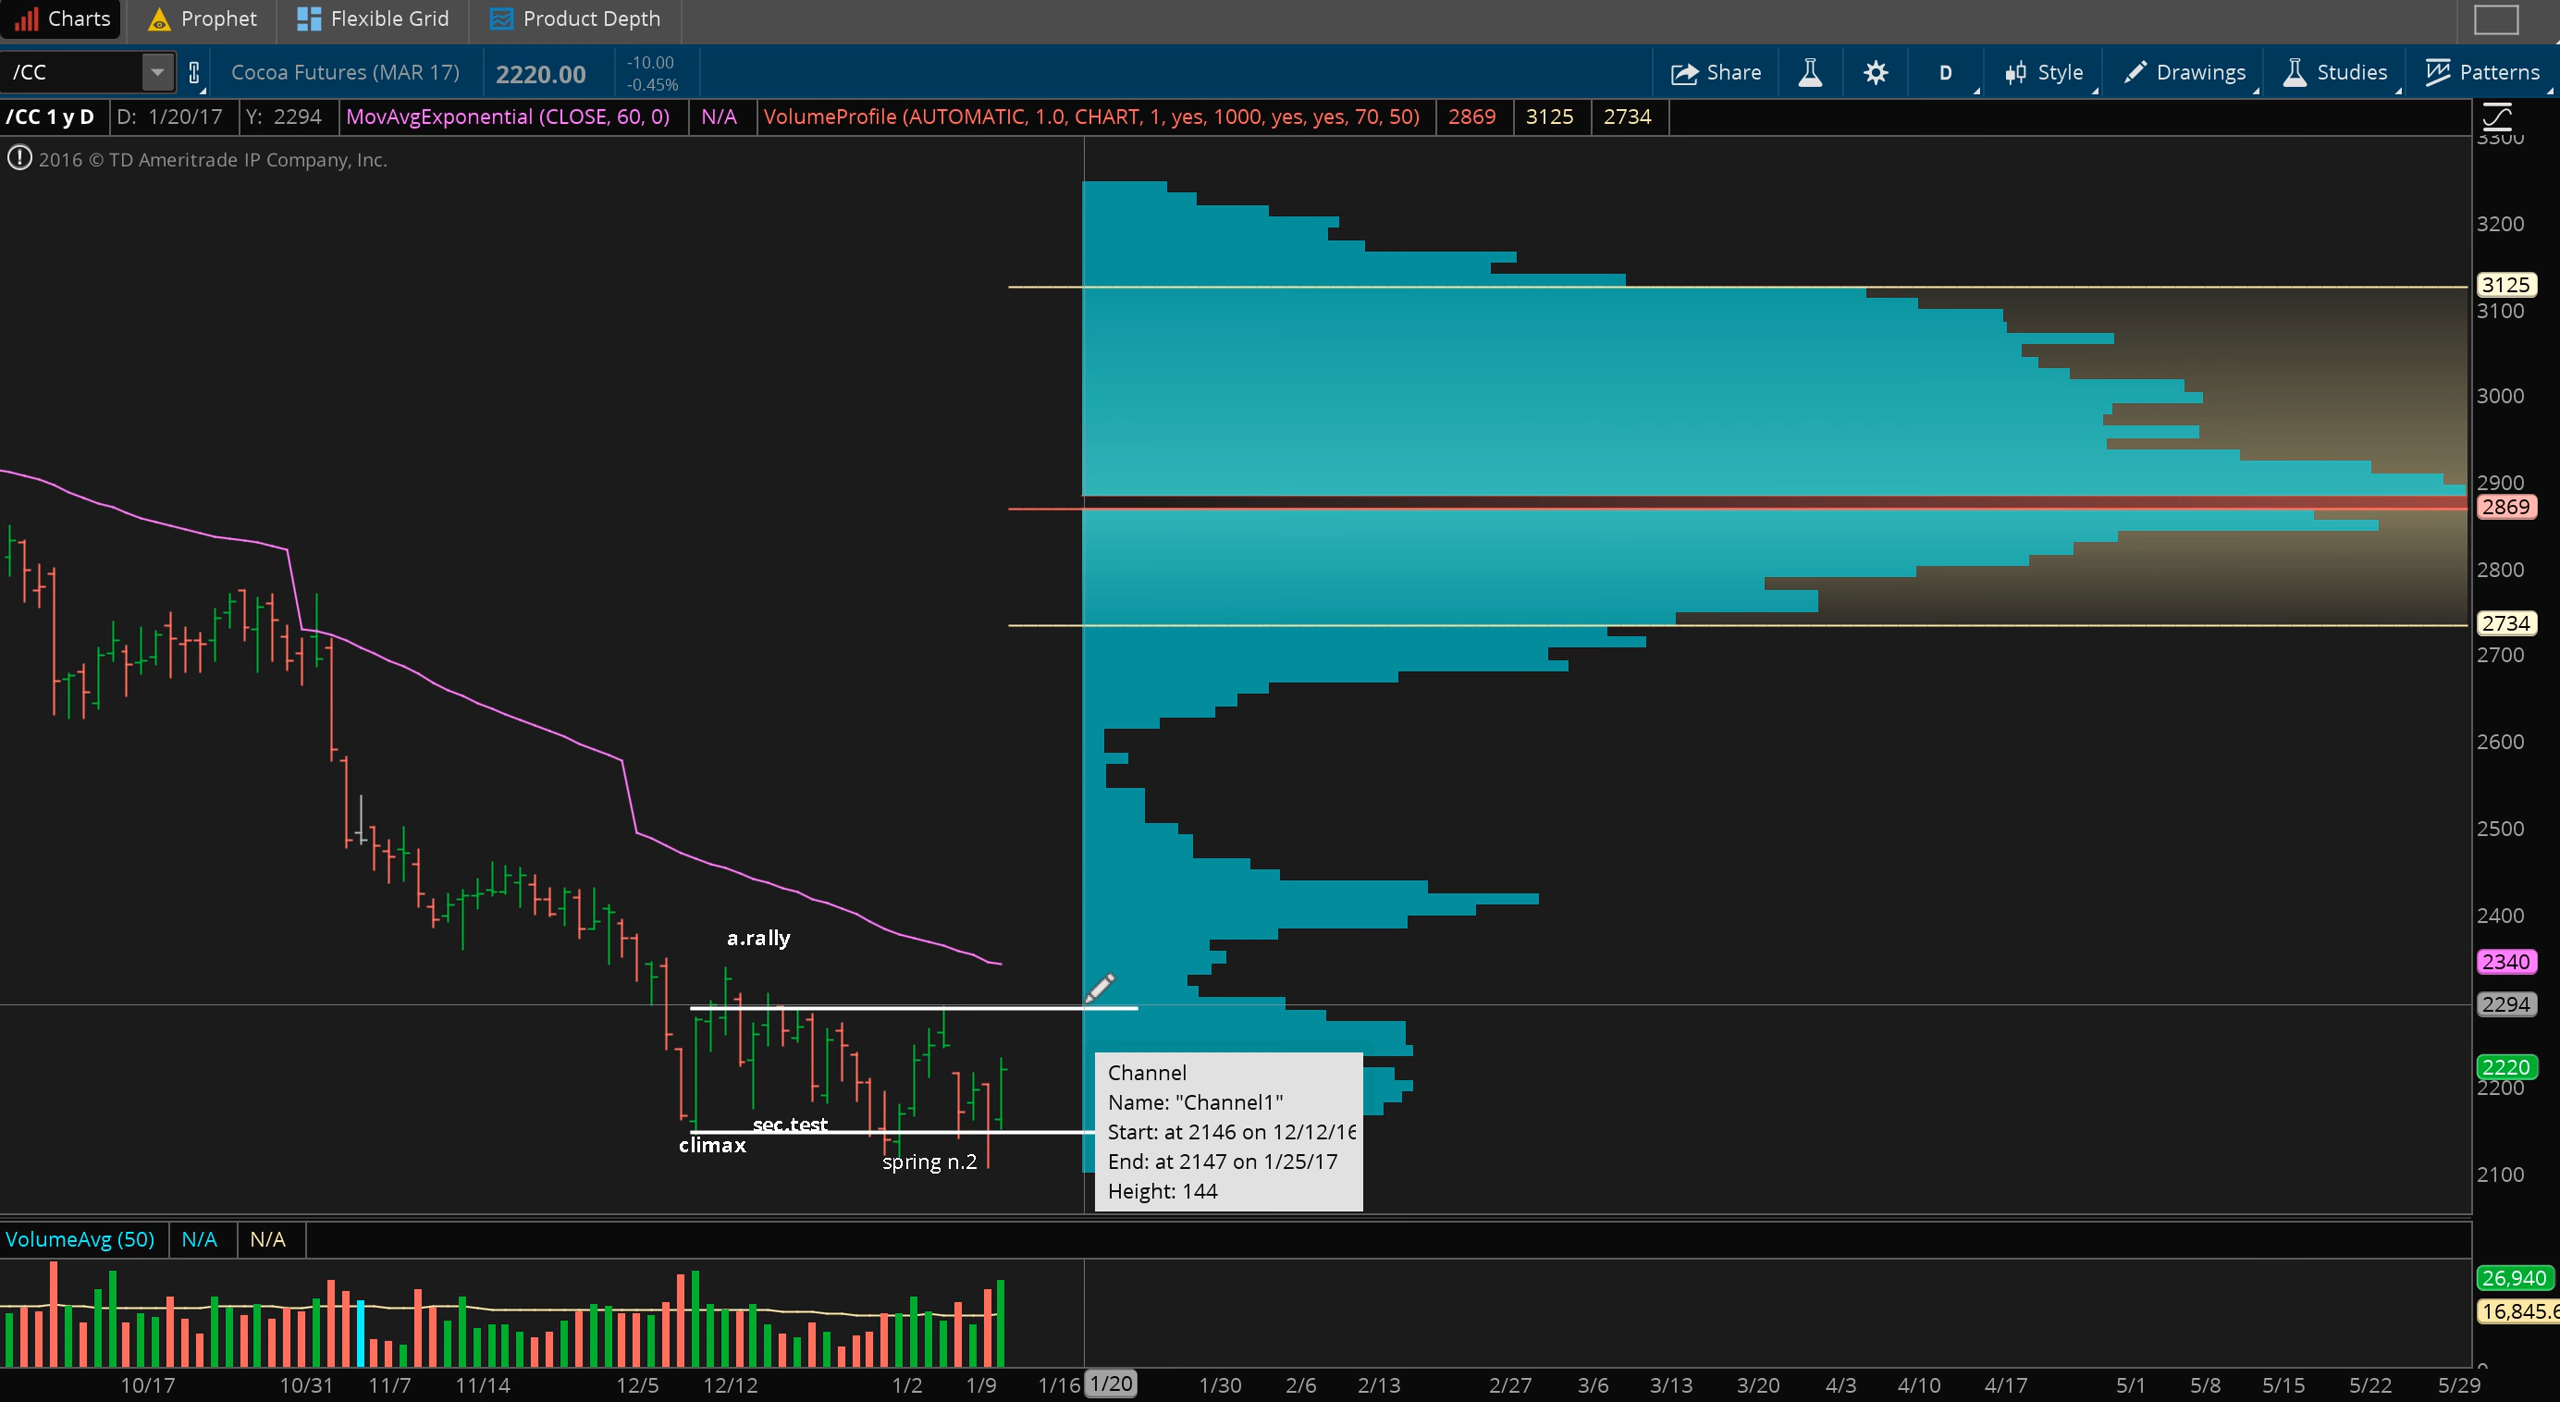 Charts Prophet Flexible Grid Product Depth
/CC Cocoa Futures (MAR 17) 2220.00 -10.00 -0.45% Share D Style Drawings Studies Patterns
/CC 1 y D D: 1/20/17 Y: 2294 MovAvgExponential (CLOSE, 60, 0) N/A VolumeProfile (AUTOMATIC, 1.0, CHART, 1, yes, 1000, yes, yes, 70, 50) 2869 3125 2734
2016 © TD Ameritrade IP Company, Inc.
3300
3200
3125
3100
3000
2900
2869
2800
2734
2700
2600
2500
2400
a.rally
2340
2294
2220
2200
Channel
Name: "Channel1"
Start: at 2146 on 12/12/16
End: at 2147 on 1/25/17
Height: 144
sec.test
climax
spring n.2
2100
VolumeAvg (50) N/A N/A
26,940
16,845.6
0
10/17 10/31 11/7 11/14 12/5 12/12 1/2 1/9 1/16 1/20 1/30 2/6 2/13 2/27 3/6 3/13 3/20 4/3 4/10 4/17 5/1 5/8 5/15 5/22 5/29